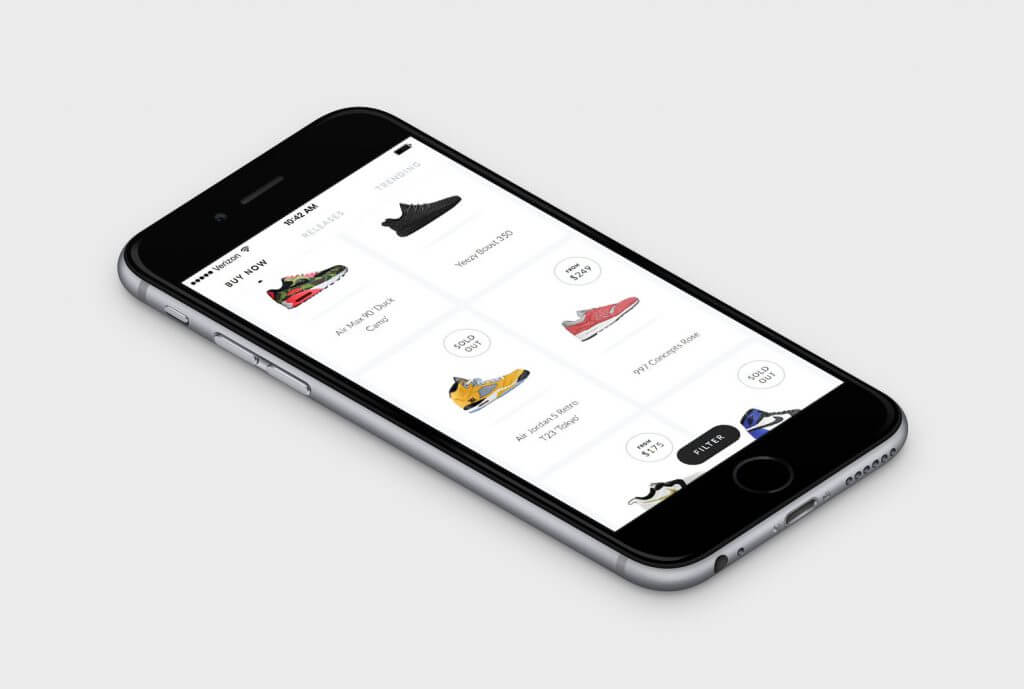 ●●●●● Verizon 10:42 AM
BUY NOW RELEASES TRENDING
Air Max 90 'Duck
Camo'
Yeezy Boost 350
SOLD
OUT
FROM
$249
Air Jordan 5 Retro
T23 'Tokyo'
997 Concepts Rose
FROM
$175
SOLD
OUT
FILTER